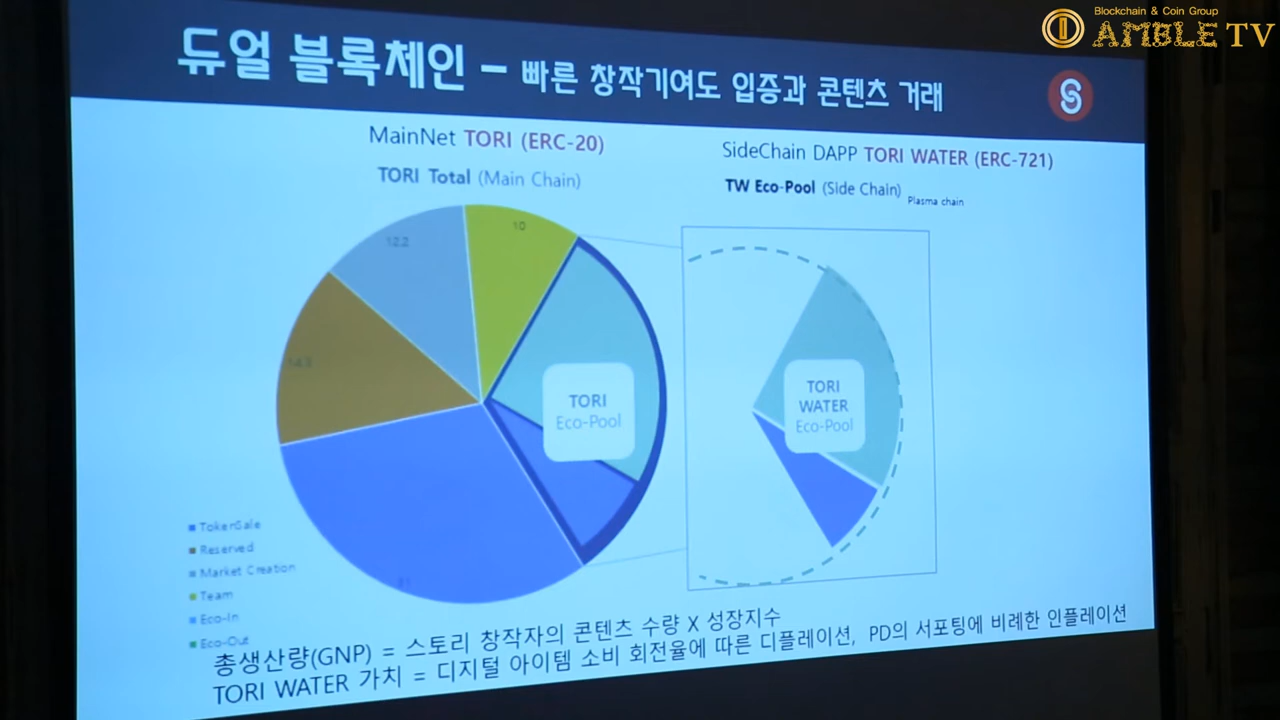 Blockchain & Coin Group
AMBLE TV
듀얼 블록체인 – 빠른 창작기여도 입증과 콘텐츠 거래
MainNet TORI (ERC-20)
TORI Total (Main Chain)
SideChain DAPP TORI WATER (ERC-721)
TW Eco-Pool (Side Chain) Plasma chain
10
12.2
14.3
TORI
Eco-Pool
TORI
WATER
Eco-Pool
TokenSale
Reserved
Market Creation
Team
Eco-In
Eco-Out
총생산량(GNP) = 스토리 창작자의 콘텐츠 수량 X 성장지수
TORI WATER 가치 = 디지털 아이템 소비 회전율에 따른 디플레이션, PD의 서포팅에 비례한 인플레이션